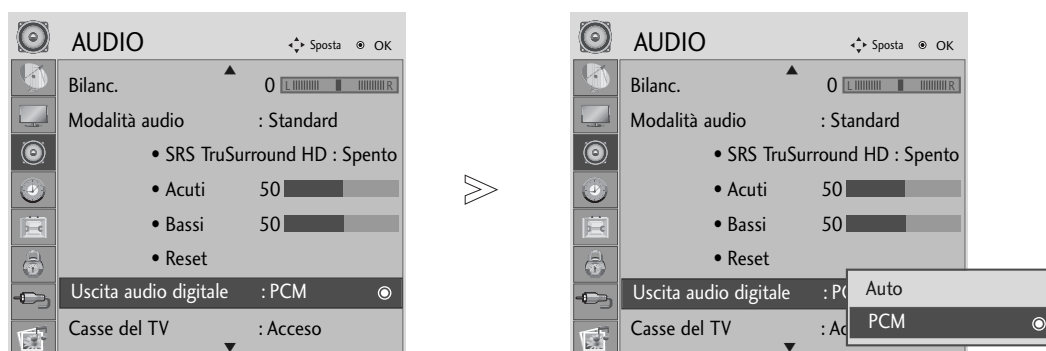 AUDIO Sposta OK
Bilanc. 0 L R
Modalità audio : Standard
• SRS TruSurround HD : Spento
• Acuti 50
• Bassi 50
• Reset
Uscita audio digitale : PCM
Casse del TV : Acceso
AUDIO Sposta OK
Bilanc. 0 L R
Modalità audio : Standard
• SRS TruSurround HD : Spento
• Acuti 50
• Bassi 50
• Reset
Uscita audio digitale : P
Casse del TV : Ac
Auto
PCM